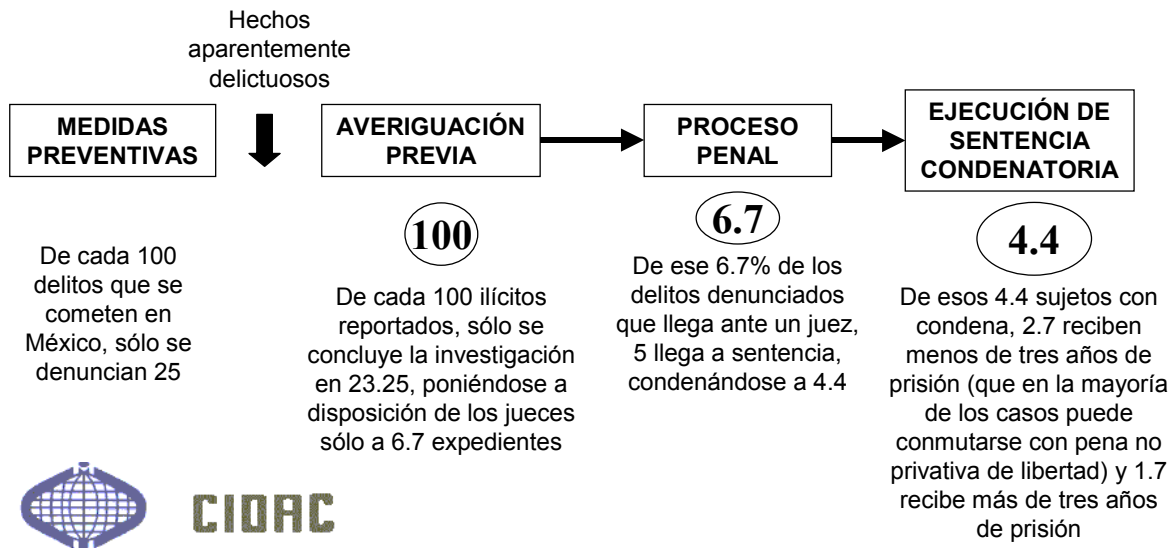 Hechos
aparentemente
delictuosos
MEDIDAS
PREVENTIVAS
AVERIGUACIÓN
PREVIA
PROCESO
PENAL
EJECUCIÓN DE
SENTENCIA
CONDENATORIA
De cada 100
delitos que se
cometen en
México, sólo se
denuncian 25
100
De cada 100 ilícitos
reportados, sólo se
concluye la investigación
en 23.25, poniéndose a
disposición de los jueces
sólo a 6.7 expedientes
6.7
De ese 6.7% de los
delitos denunciados
que llega ante un juez,
5 llega a sentencia,
condenándose a 4.4
4.4
De esos 4.4 sujetos con
condena, 2.7 reciben
menos de tres años de
prisión (que en la mayoría
de los casos puede
conmutarse con pena no
privativa de libertad) y 1.7
recibe más de tres años
de prisión
CIDAC